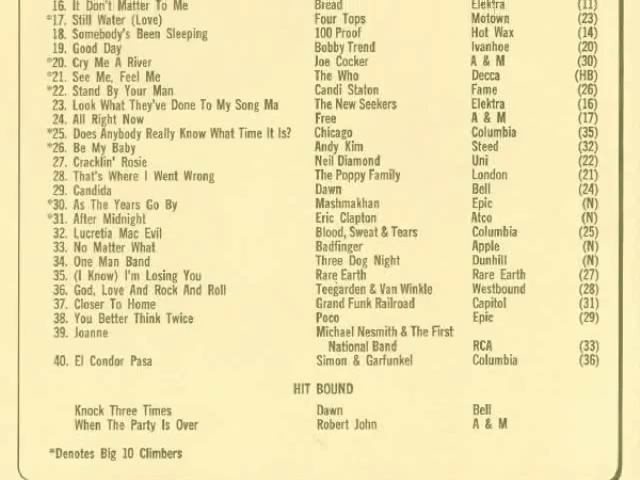 16. It Don't Matter To Me Bread Elektra (11)
*17. Still Water (Love) Four Tops Motown (23)
18. Somebody's Been Sleeping 100 Proof Hot Wax (14)
19. Good Day Bobby Trend Ivanhoe (20)
*20. Cry Me A River Joe Cocker A & M (30)
*21. See Me, Feel Me The Who Decca (HB)
*22. Stand By Your Man Candi Staton Fame (26)
23. Look What They've Done To My Song Ma The New Seekers Elektra (16)
24. All Right Now Free A & M (17)
*25. Does Anybody Really Know What Time It Is? Chicago Columbia (35)
*26. Be My Baby Andy Kim Steed (32)
27. Cracklin' Rosie Neil Diamond Uni (22)
28. That's Where I Went Wrong The Poppy Family London (21)
29. Candida Dawn Bell (24)
*30. As The Years Go By Mashmakhan Epic (N)
*31. After Midnight Eric Clapton Atco (N)
32. Lucretia Mac Evil Blood, Sweat & Tears Columbia (25)
33. No Matter What Badfinger Apple (N)
34. One Man Band Three Dog Night Dunhill (N)
35. (I Know) I'm Losing You Rare Earth Rare Earth (27)
36. God, Love And Rock And Roll Teegarden & Van Winkle Westbound (28)
37. Closer To Home Grand Funk Railroad Capitol (31)
38. You Better Think Twice Poco Epic (29)
39. Joanne Michael Nesmith & The First
National Band RCA (33)
40. El Condor Pasa Simon & Garfunkel Columbia (36)
HIT BOUND
Knock Three Times Dawn Bell
When The Party Is Over Robert John A & M
*Denotes Big 10 Climbers